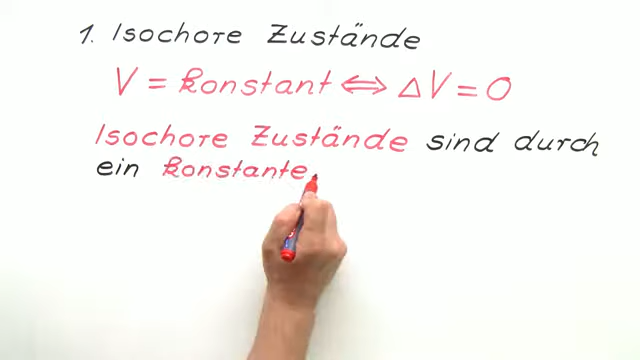 1. Isochore Zustände
V = konstant ⇔ ΔV = 0
Isochore Zustände sind durch
ein konstante